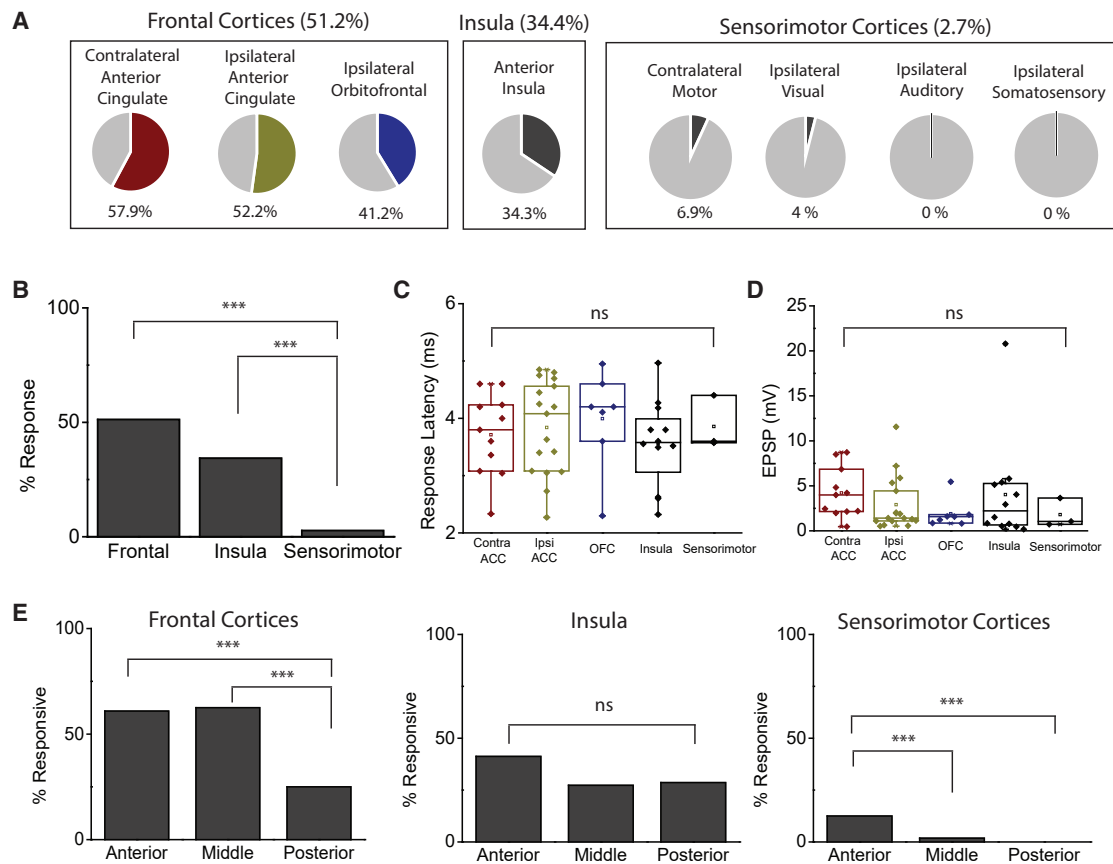 A
Frontal Cortices (51.2%)
Contralateral
Anterior
Cingulate
57.9%
Ipsilateral
Anterior
Cingulate
52.2%
Ipsilateral
Orbitofrontal
41.2%
Insula (34.4%)
Anterior
Insula
34.3%
Sensorimotor Cortices (2.7%)
Contralateral
Motor
6.9%
Ipsilateral
Visual
4 %
Ipsilateral
Auditory
0 %
Ipsilateral
Somatosensory
0 %
B
% Response
100
50
0
***
***
Frontal
Insula
Sensorimotor
C
Response Latency (ms)
6
4
2
ns
Contra
ACC
Ipsi
ACC
OFC
Insula
Sensorimotor
D
EPSP (mV)
25
20
15
10
5
0
ns
Contra
ACC
Ipsi
ACC
OFC
Insula
Sensorimotor
E
Frontal Cortices
% Responsive
100
50
0
***
***
Anterior
Middle
Posterior
Insula
% Responsive
100
50
0
ns
Anterior
Middle
Posterior
Sensorimotor Cortices
% Responsive
100
50
0
***
***
Anterior
Middle
Posterior